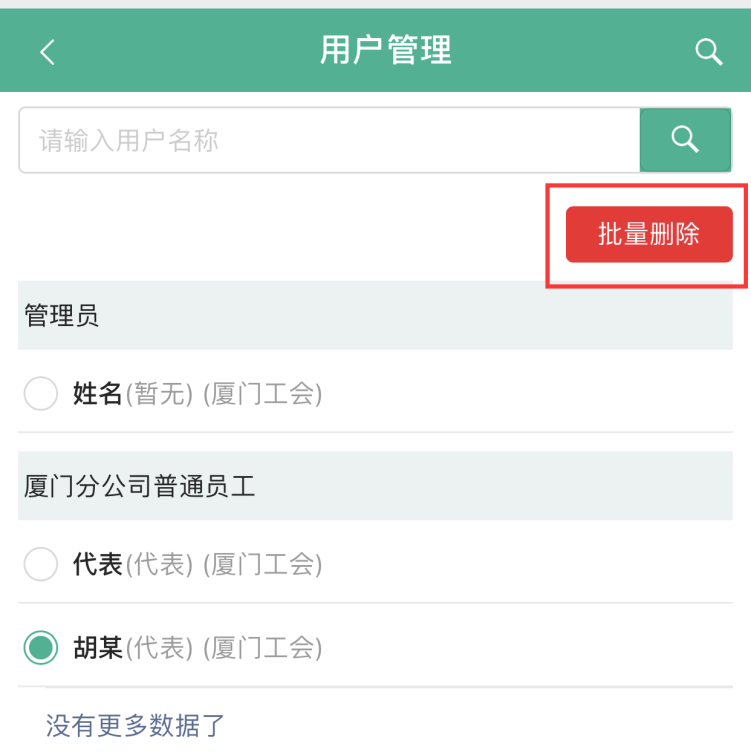 用户管理
请输入用户名称
批量删除
管理员
姓名(暂无) (厦门工会)
厦门分公司普通员工
代表(代表) (厦门工会)
胡某(代表) (厦门工会)
没有更多数据了